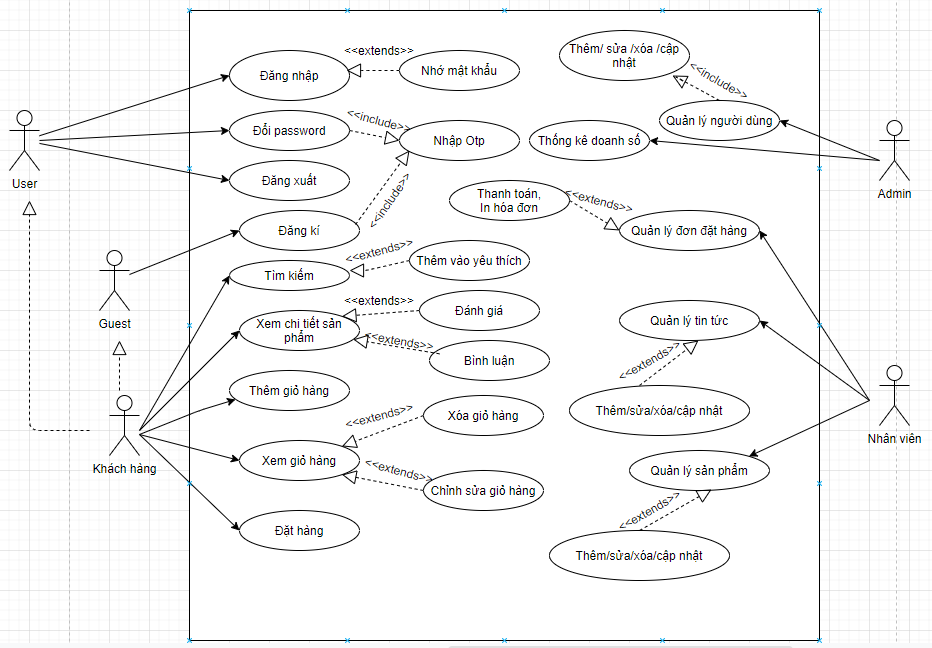 <<extends>>
Đăng nhập
Nhớ mật khẩu
Thêm/ sửa /xóa /cập
nhật
<<include>>
Đổi password
<<include>>
Nhập Otp
Thống kê doanh số
Quản lý người dùng
User
Admin
Đăng xuất
<<include>>
Thanh toán,
In hóa đơn
<<extends>>
Đăng kí
Quản lý đơn đặt hàng
Guest
Tìm kiếm
<<extends>>
Thêm vào yêu thích
<<extends>>
Đánh giá
Xem chi tiết sản
phẩm
<<extends>>
Bình luận
Quản lý tin tức
<<extends>>
Thêm giỏ hàng
Thêm/sửa/xóa/cập nhật
<<extends>>
Xóa giỏ hàng
Nhân viên
Khách hàng
Xem giỏ hàng
<<extends>>
Chỉnh sửa giỏ hàng
Quản lý sản phẩm
<<extends>>
Đặt hàng
Thêm/sửa/xóa/cập nhật